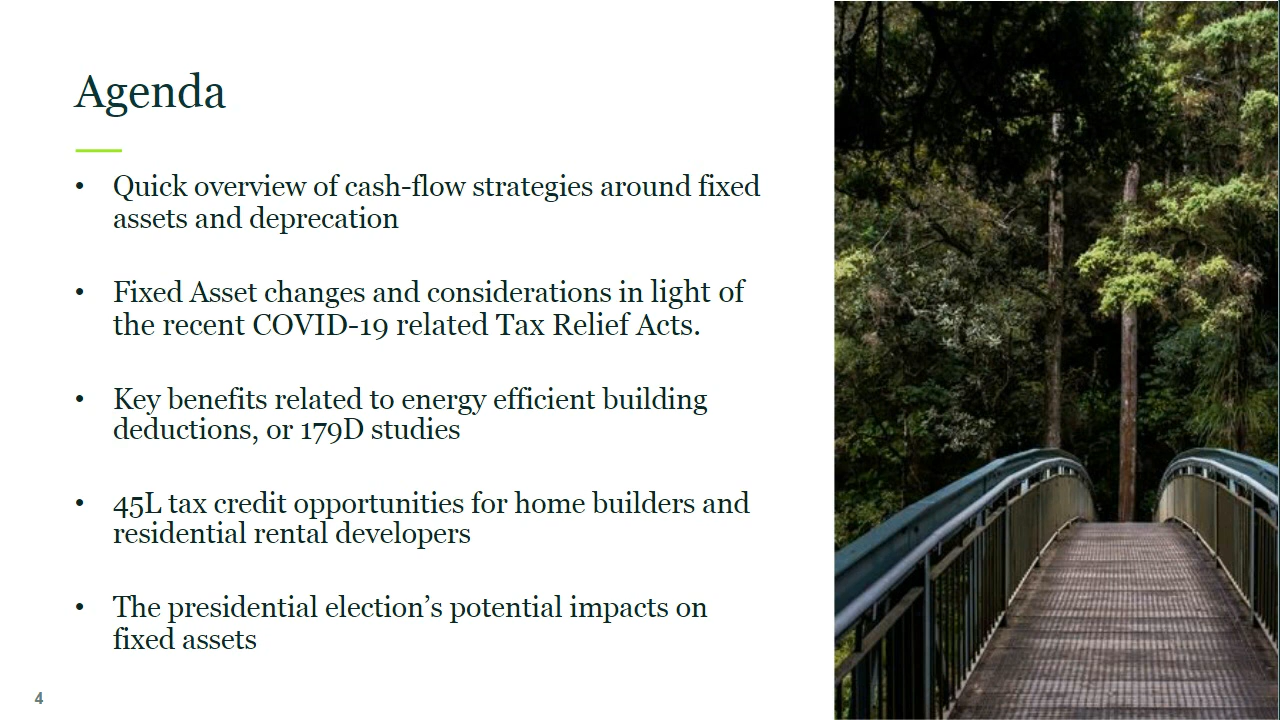 Agenda
• Quick overview of cash-flow strategies around fixed
assets and deprecation
• Fixed Asset changes and considerations in light of
the recent COVID-19 related Tax Relief Acts.
• Key benefits related to energy efficient building
deductions, or 179D studies
• 45L tax credit opportunities for home builders and
residential rental developers
• The presidential election’s potential impacts on
fixed assets
4